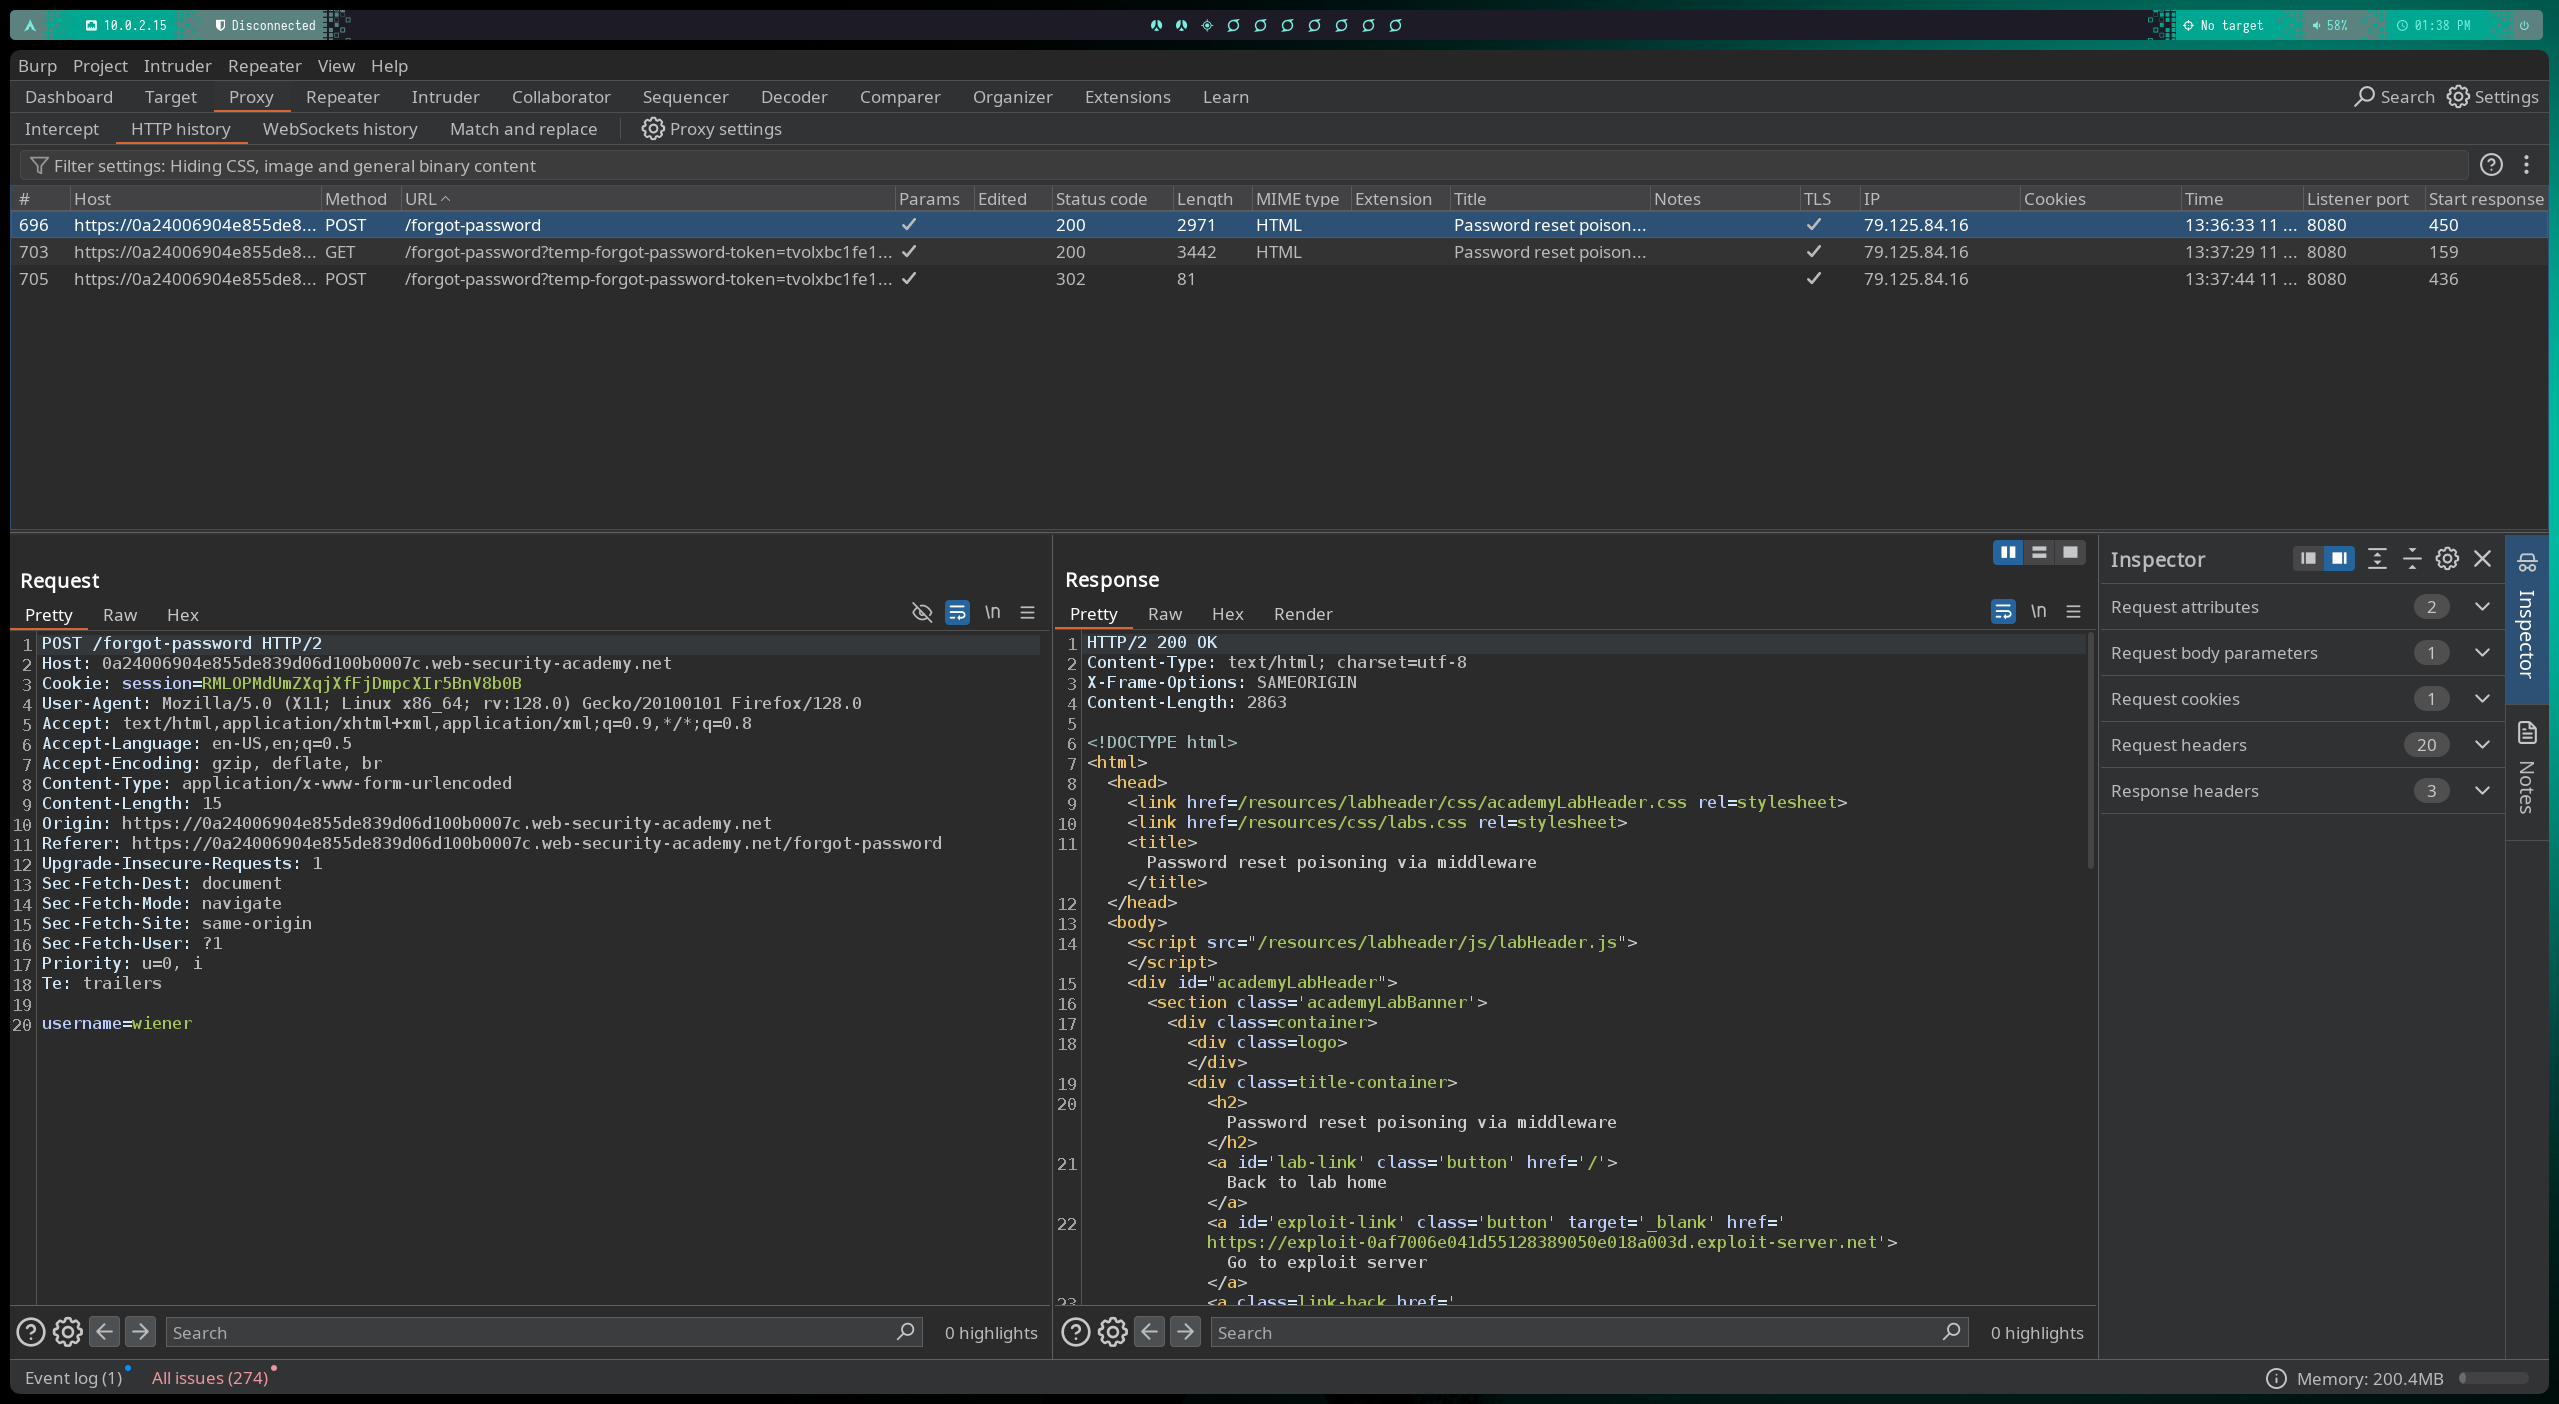 10.0.2.15 Disconnected No target 58% 01:38 PM
Burp Project Intruder Repeater View Help
Dashboard Target Proxy Repeater Intruder Collaborator Sequencer Decoder Comparer Organizer Extensions Learn Search Settings
Intercept HTTP history WebSockets history Match and replace Proxy settings
Filter settings: Hiding CSS, image and general binary content
# Host Method URL Params Edited Status code Length MIME type Extension Title Notes TLS IP Cookies Time Listener port Start response
696 https://0a24006904e855de8... POST /forgot-password 200 2971 HTML Password reset poison... 79.125.84.16 13:36:33 11 ... 8080 450
703 https://0a24006904e855de8... GET /forgot-password?temp-forgot-password-token=tvolxbc1fe1... 200 3442 HTML Password reset poison... 79.125.84.16 13:37:29 11 ... 8080 159
705 https://0a24006904e855de8... POST /forgot-password?temp-forgot-password-token=tvolxbc1fe1... 302 81 79.125.84.16 13:37:44 11 ... 8080 436
Request
Pretty Raw Hex \n
1 POST /forgot-password HTTP/2
2 Host: 0a24006904e855de839d06d100b0007c.web-security-academy.net
3 Cookie: session=RMLOPMdUmZXqjXfFjDmpcXIr5BnV8b0B
4 User-Agent: Mozilla/5.0 (X11; Linux x86_64; rv:128.0) Gecko/20100101 Firefox/128.0
5 Accept: text/html,application/xhtml+xml,application/xml;q=0.9,*/*;q=0.8
6 Accept-Language: en-US,en;q=0.5
7 Accept-Encoding: gzip, deflate, br
8 Content-Type: application/x-www-form-urlencoded
9 Content-Length: 15
10 Origin: https://0a24006904e855de839d06d100b0007c.web-security-academy.net
11 Referer: https://0a24006904e855de839d06d100b0007c.web-security-academy.net/forgot-password
12 Upgrade-Insecure-Requests: 1
13 Sec-Fetch-Dest: document
14 Sec-Fetch-Mode: navigate
15 Sec-Fetch-Site: same-origin
16 Sec-Fetch-User: ?1
17 Priority: u=0, i
18 Te: trailers
19
20 username=wiener
Search 0 highlights
Response
Pretty Raw Hex Render \n
1 HTTP/2 200 OK
2 Content-Type: text/html; charset=utf-8
3 X-Frame-Options: SAMEORIGIN
4 Content-Length: 2863
5
6 <!DOCTYPE html>
7 <html>
8 <head>
9 <link href=/resources/labheader/css/academyLabHeader.css rel=stylesheet>
10 <link href=/resources/css/labs.css rel=stylesheet>
11 <title>
Password reset poisoning via middleware
</title>
12 </head>
13 <body>
14 <script src="/resources/labheader/js/labHeader.js">
</script>
15 <div id="academyLabHeader">
16 <section class='academyLabBanner'>
17 <div class=container>
18 <div class=logo>
</div>
19 <div class=title-container>
20 <h2>
Password reset poisoning via middleware
</h2>
21 <a id='lab-link' class='button' href='/'>
Back to lab home
</a>
22 <a id='exploit-link' class='button' target='_blank' href='
https://exploit-0af7006e041d55128389050e018a003d.exploit-server.net'>
Go to exploit server
</a>
23 <a class=link-back href='
Search 0 highlights
Inspector
Request attributes 2
Request body parameters 1
Request cookies 1
Request headers 20
Response headers 3
Inspector
Notes
Event log (1) All issues (274) Memory: 200.4MB